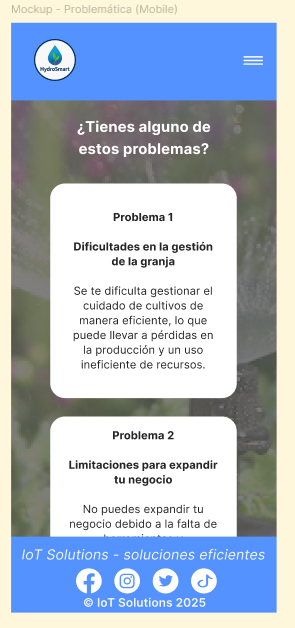 Mockup - Problemática (Mobile)
HydroSmart
¿Tienes alguno de
estos problemas?
Problema 1
Dificultades en la gestión
de la granja
Se te dificulta gestionar el
cuidado de cultivos de
manera eficiente, lo que
puede llevar a pérdidas en
la producción y un uso
ineficiente de recursos.
Problema 2
Limitaciones para expandir
tu negocio
No puedes expandir tu
negocio debido a la falta de
IoT Solutions - soluciones eficientes
© IoT Solutions 2025